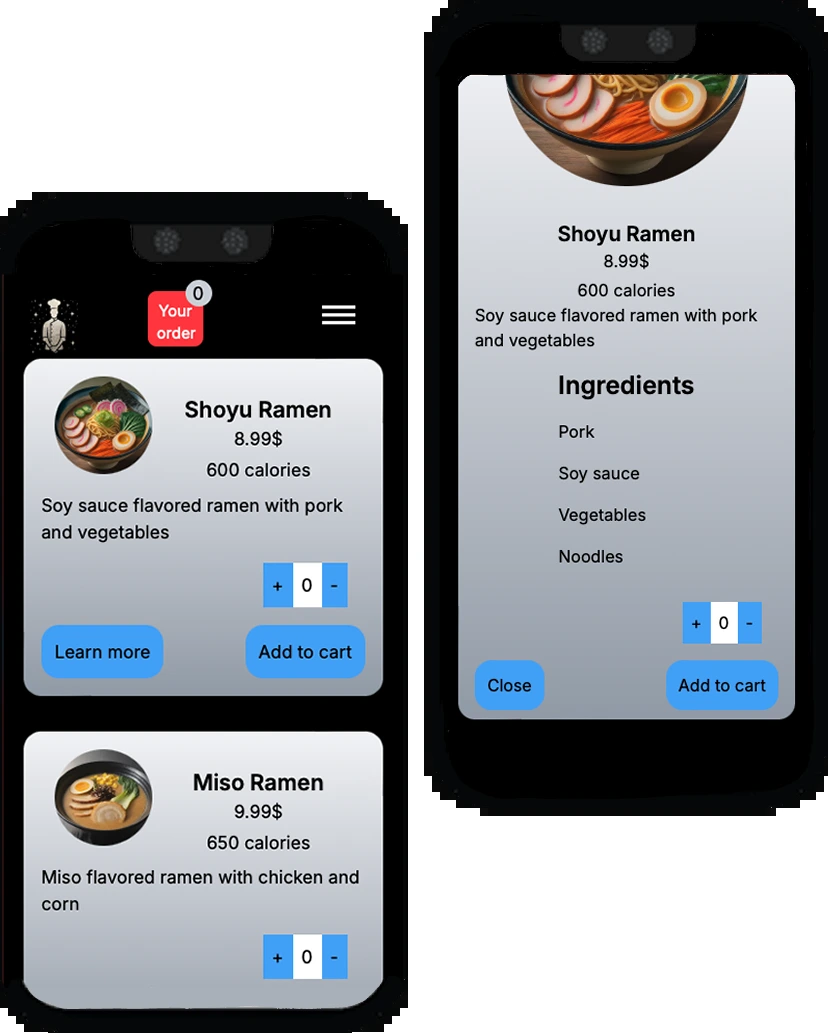 0
Your
order
Shoyu Ramen
8.99$
600 calories
Soy sauce flavored ramen with pork
and vegetables
+ 0 -
Learn more
Add to cart
Miso Ramen
9.99$
650 calories
Miso flavored ramen with chicken and
corn
+ 0 -
Shoyu Ramen
8.99$
600 calories
Soy sauce flavored ramen with pork
and vegetables
Ingredients
Pork
Soy sauce
Vegetables
Noodles
+ 0 -
Close
Add to cart